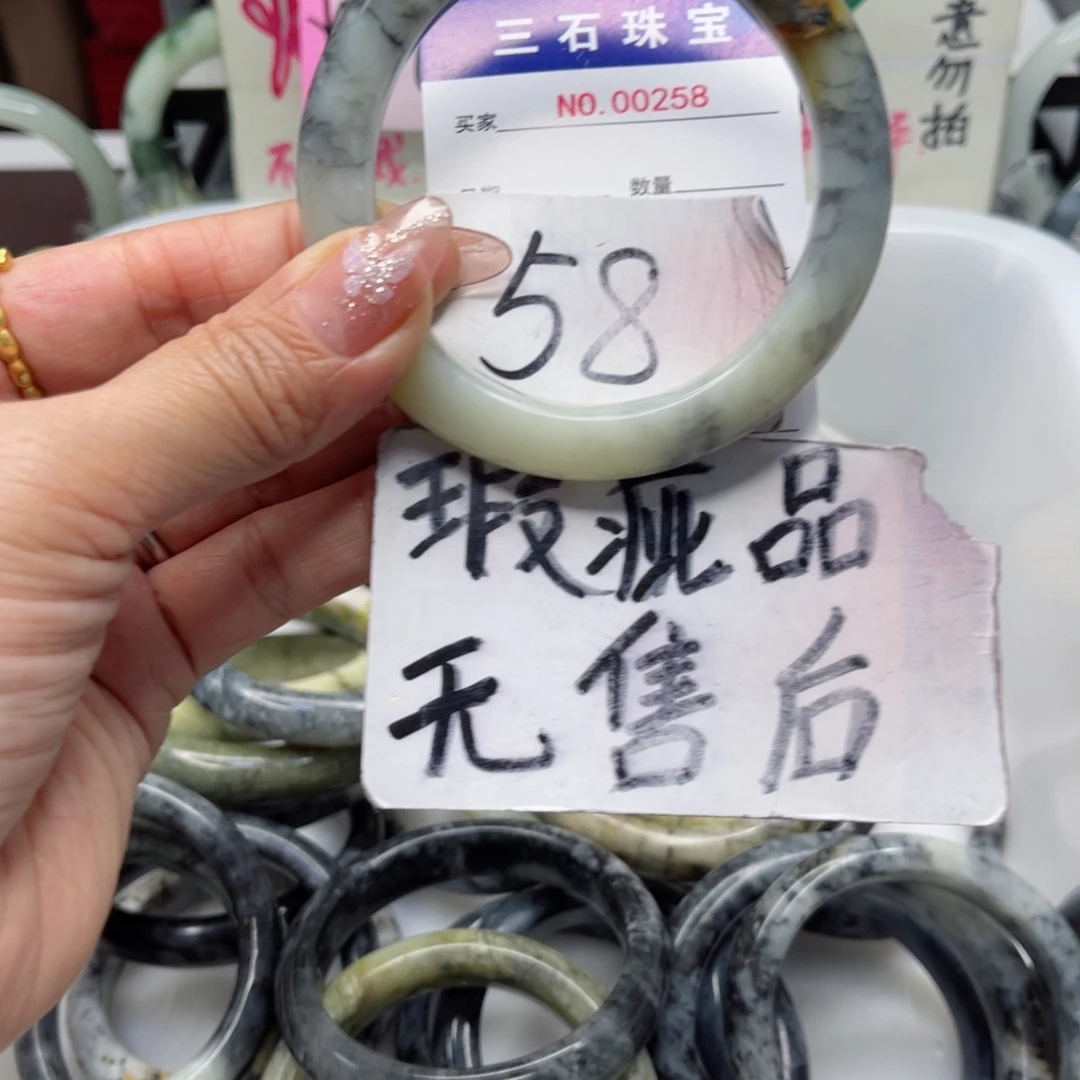 三石珠宝
NO.00258
买家
数量
58
瑕疵品
无售后
意勿拍